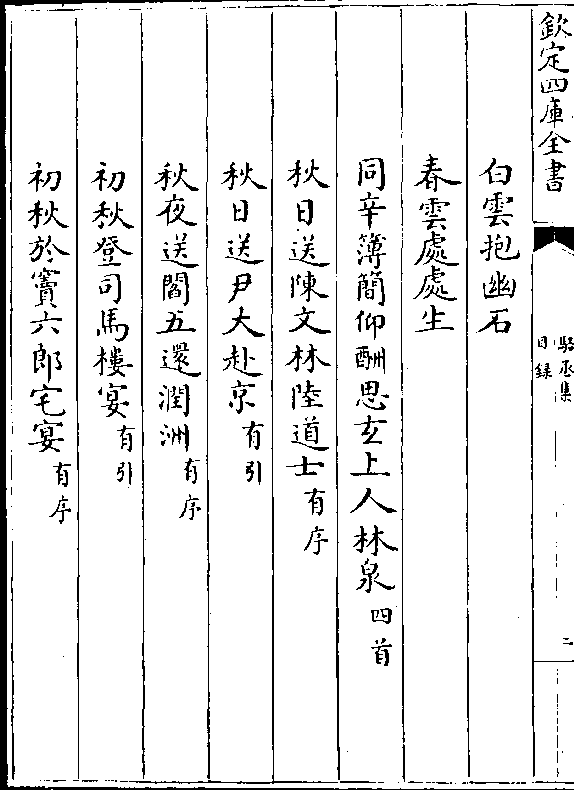 欽定四庫全書
駱丞集
目録
二
白雲抱幽石
春雲處處生
同辛簿簡仰酬思玄上人林泉四首
秋日送陳文林陸道士有序
秋日送尹大赴京有引
秋夜送閻五還潤洲有序
初秋登司馬樓宴有引
初秋於竇六郎宅宴有序